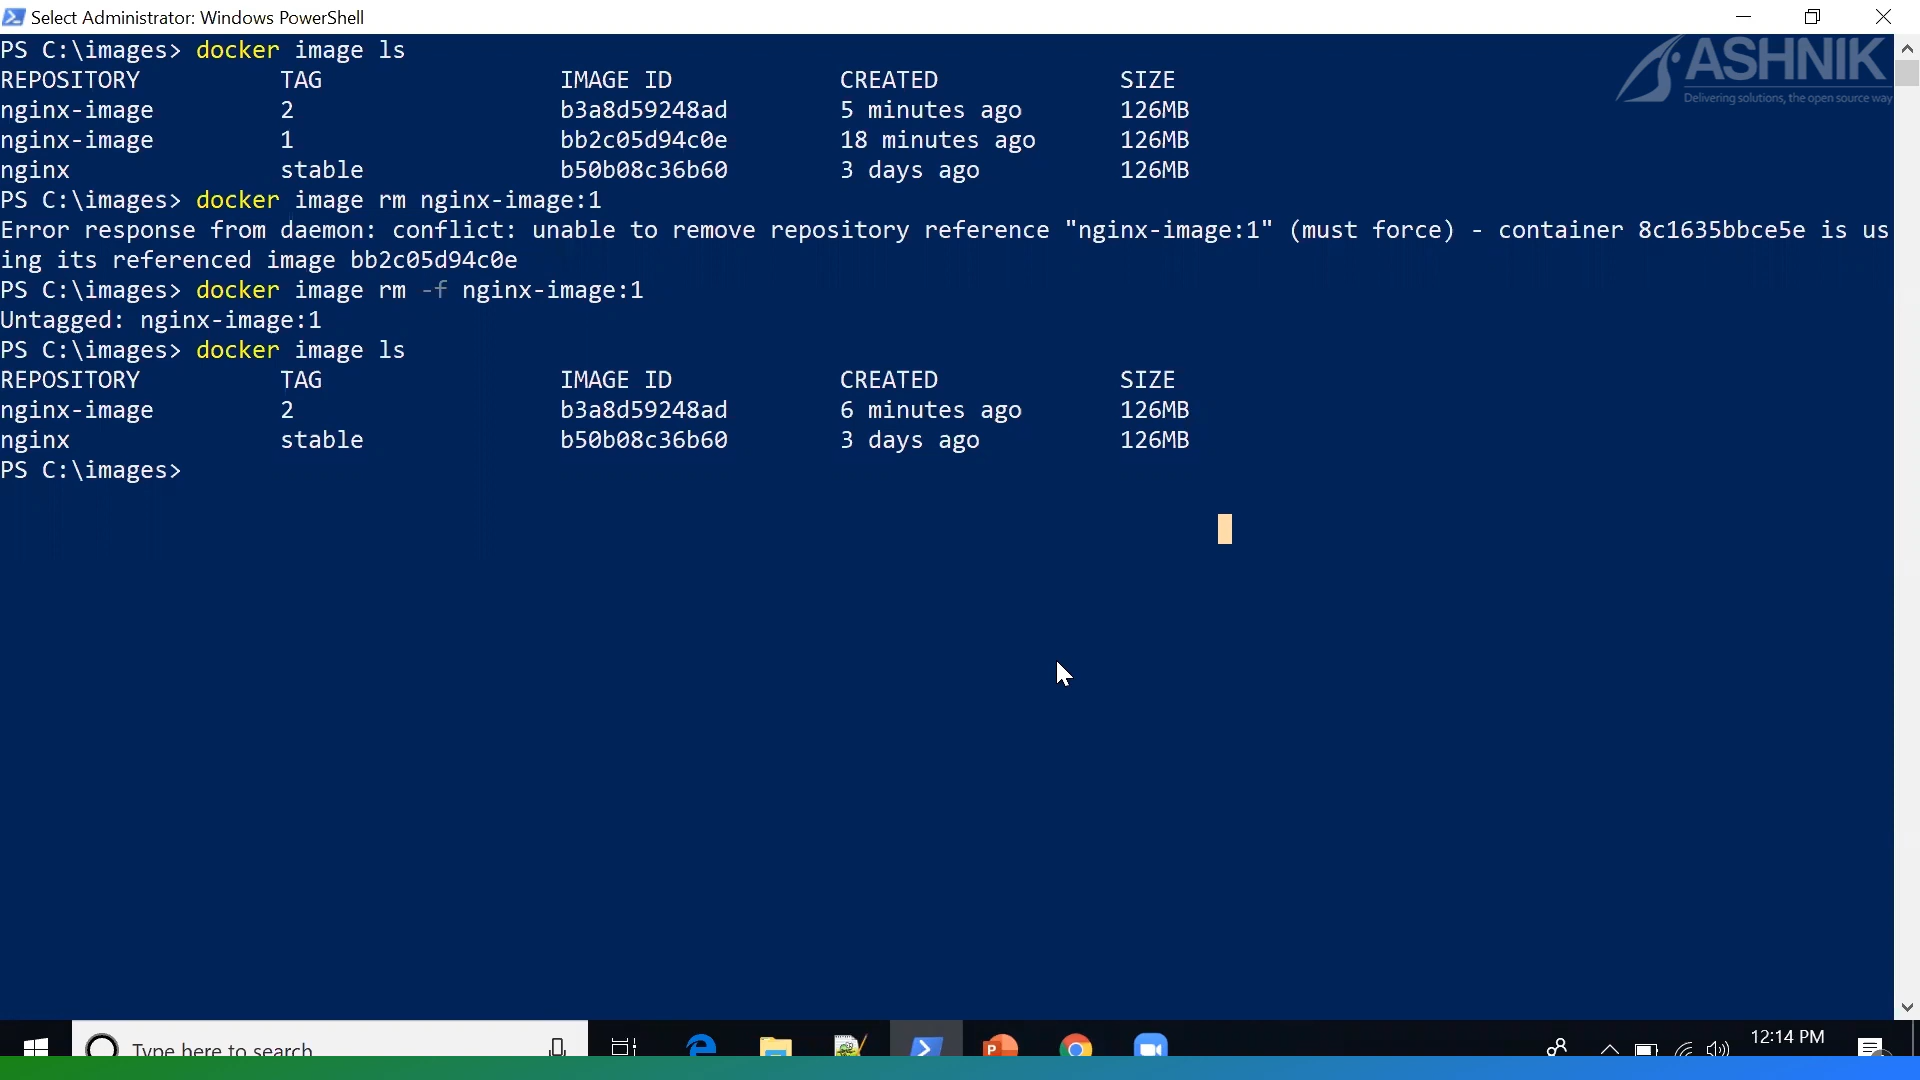 Select Administrator: Windows PowerShell
PS C:\images> docker image ls
REPOSITORY TAG IMAGE ID CREATED SIZE
nginx-image 2 b3a8d59248ad 5 minutes ago 126MB
nginx-image 1 bb2c05d94c0e 18 minutes ago 126MB
nginx stable b50b08c36b60 3 days ago 126MB
PS C:\images> docker image rm nginx-image:1
Error response from daemon: conflict: unable to remove repository reference "nginx-image:1" (must force) - container 8c1635bbce5e is us
ing its referenced image bb2c05d94c0e
PS C:\images> docker image rm -f nginx-image:1
Untagged: nginx-image:1
PS C:\images> docker image ls
REPOSITORY TAG IMAGE ID CREATED SIZE
nginx-image 2 b3a8d59248ad 6 minutes ago 126MB
nginx stable b50b08c36b60 3 days ago 126MB
PS C:\images>
ASHNIK
Delivering solutions, the open source way
Type here to search
12:14 PM